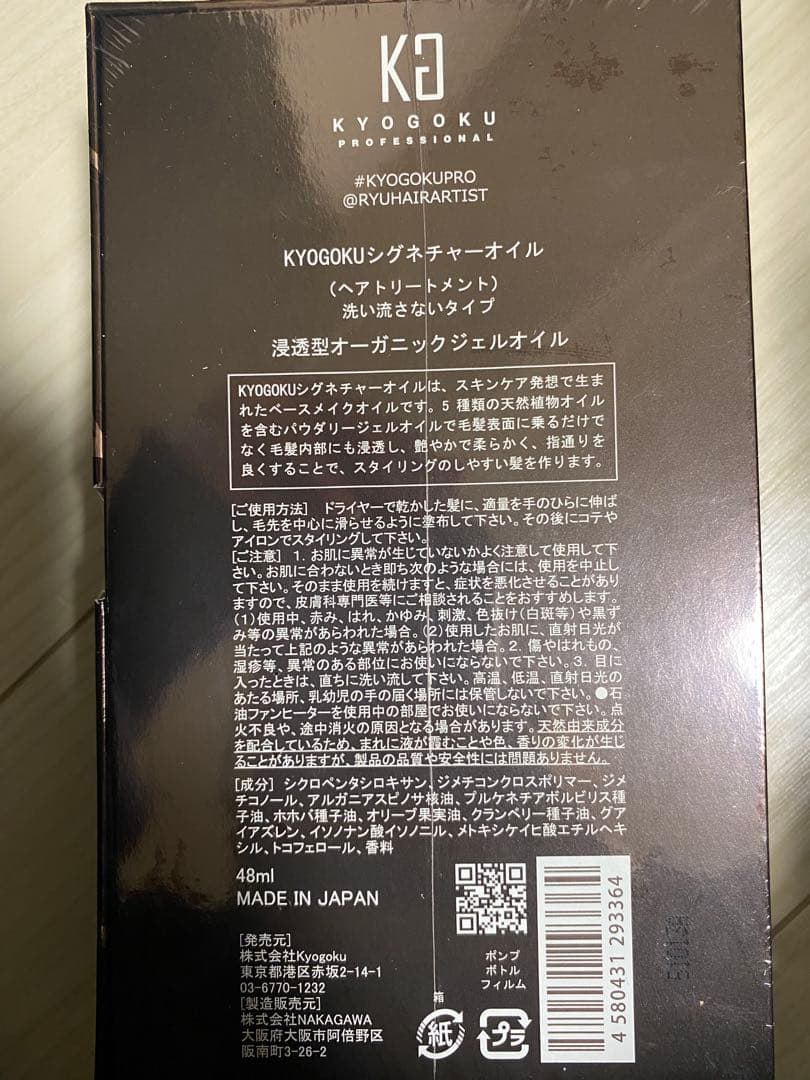 KG
KYOGOKU
PROFESSIONAL
#KYOGOKUPRO
@RYUHAIRARTIST
KYOGOKUシグネチャーオイル
(ヘアトリートメント)
洗い流さないタイプ
浸透型オーガニックジェルオイル
KYOGOKUシグネチャーオイルは、スキンケア発想で生ま
れたベースメイクオイルです。5 種類の天然植物オイル
を含むパウダリージェルオイルで毛髪表面に乗るだけで
なく毛髪内部にも浸透し、艶やかで柔らかく、指通りを
良くすることで、スタイリングのしやすい髪を作ります。
[ご使用方法] ドライヤーで乾かした髪に、適量を手のひらに伸ば
し、毛先を中心に滑らせるように塗布して下さい。その後にコテや
アイロンでスタイリングして下さい。
[ご注意] 1. お肌に異常が生じていないかよく注意して使用して下
さい。お肌に合わないとき即ち次のような場合には、使用を中止し
て下さい。そのまま使用を続けますと、症状を悪化させることがあり
ますので、皮膚科専門医等にご相談されることをおすすめします。
(1)使用中、赤み、はれ、かゆみ、刺激、色抜け(白斑等)や黒ず
み等の異常があらわれた場合。(2)使用したお肌に、直射日光が
当たって上記のような異常があらわれた場合。2. 傷やはれもの、
湿疹等、異常のある部位にお使いにならないで下さい。3. 目に
入ったときは、直ちに洗い流して下さい。高温、低温、直射日光の
あたる場所、乳幼児の手の届く場所には保管しないで下さい。●石
油ファンヒーターを使用中の部屋でお使いにならないで下さい。点
火不良や、途中消火の原因となる場合があります。天然由来成分
を配合しているため、まれに液が霞むことや色、香りの変化が生じ
ることがありますが、製品の品質や安全性には問題ありません。
[成分] シクロペンタシロキサン、ジメチコンクロスポリマー、ジメ
チコノール、アルガニアスピノサ核油、プルケネチアボルビリス種
子油、ホホバ種子油、オリーブ果実油、クランベリー種子油、グア
イアズレン、イソノナン酸イソノニル、メトキシケイヒ酸エチルヘキ
シル、トコフェロール、香料
48ml
MADE IN JAPAN
[発売元]
株式会社Kyogoku
東京都港区赤坂2-14-1
03-6770-1232
[製造販売元]
株式会社NAKAGAWA
大阪府大阪市阿倍野区
阪南町3-26-2
ポンプ
ボトル
フィルム
箱
紙
プラ
4 580431 293364